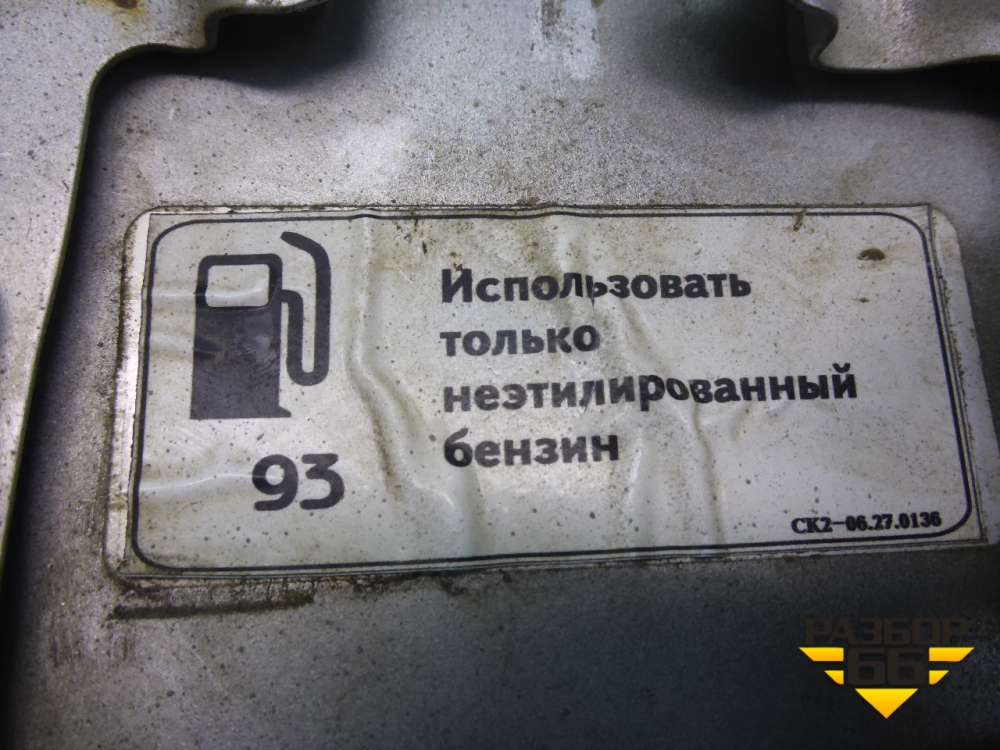 Использовать
только
неэтилированный
бензин
93
СК2-06.27.0136
РАЗБОР
66